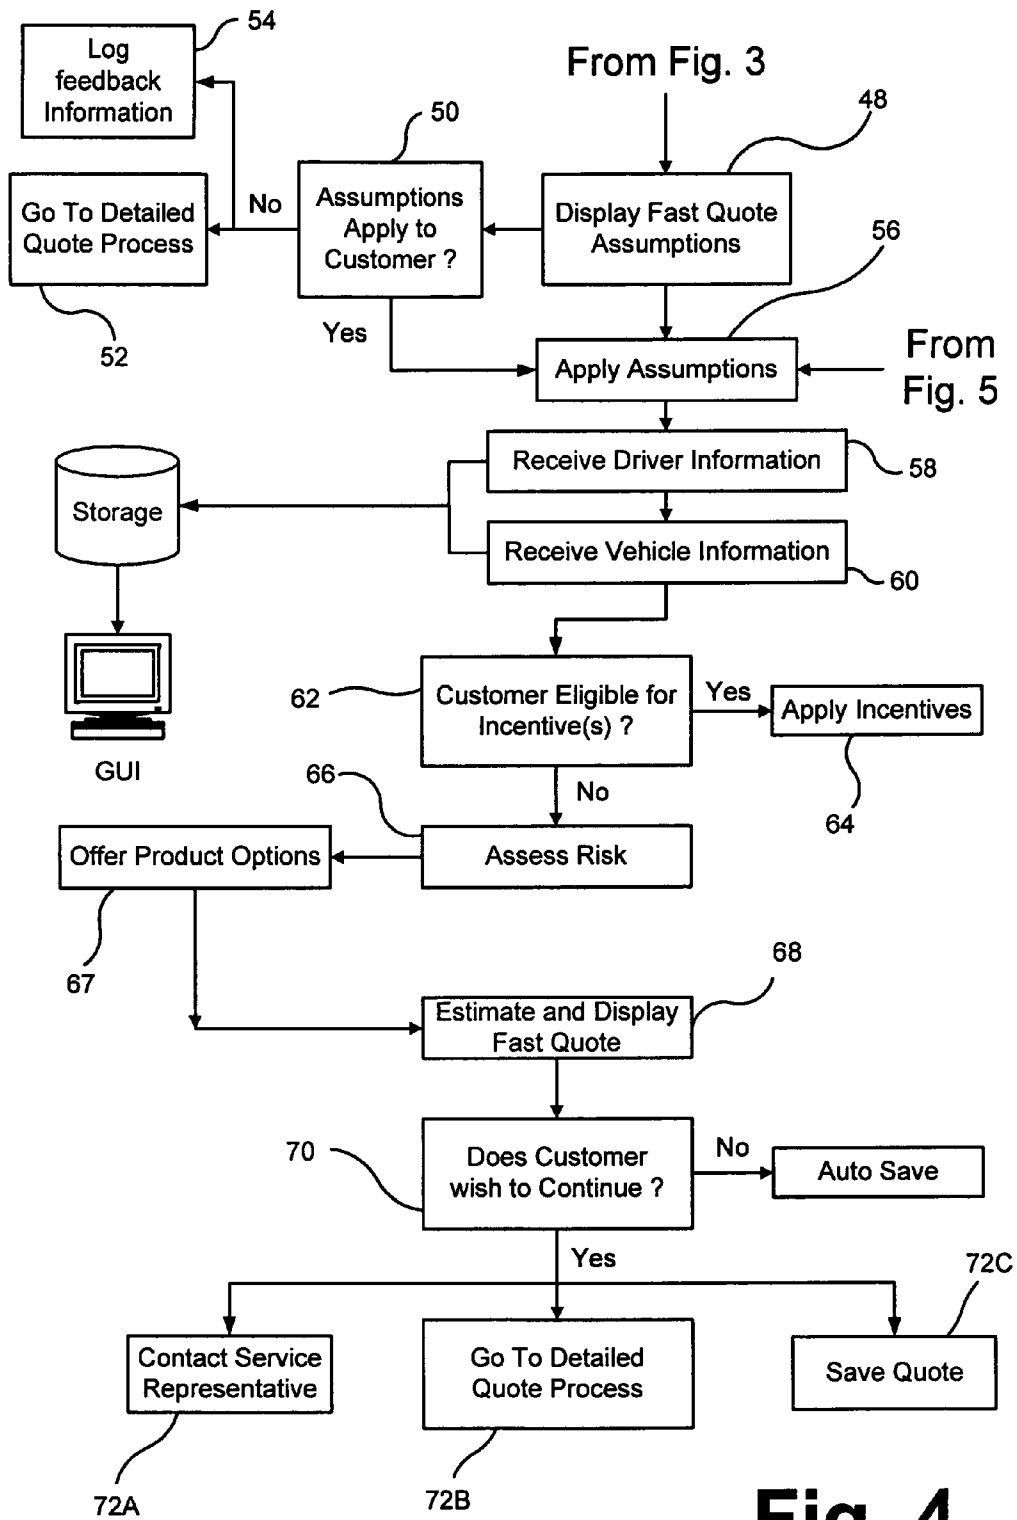 54
Log
feedback
Information
From Fig. 3
50
48
Assumptions
Apply to
Customer ?
Display Fast Quote
Assumptions
No
Go To Detailed
Quote Process
56
52
Yes
Apply Assumptions
From
Fig. 5
Receive Driver Information
58
Storage
Receive Vehicle Information
60
62
Customer Eligible for
Incentive(s) ?
Yes
Apply Incentives
GUI
66
No
64
Offer Product Options
Assess Risk
67
68
Estimate and Display
Fast Quote
70
Does Customer
wish to Continue ?
No
Auto Save
Yes
72C
Contact Service
Representative
Go To Detailed
Quote Process
Save Quote
72A
72B
Fig. 4